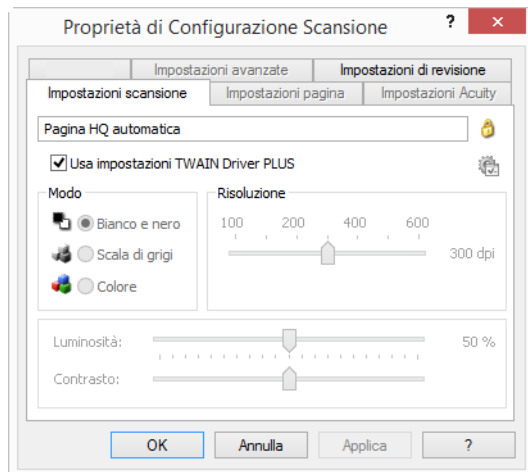 Proprietà di Configurazione Scansione ? ×
Impostazioni avanzate Impostazioni di revisione
Impostazioni scansione Impostazioni pagina Impostazioni Acuity
Pagina HQ automatica
Usa impostazioni TWAIN Driver PLUS
Modo Risoluzione
Bianco e nero 100 200 400 600
Scala di grigi 300 dpi
Colore
Luminosità: 50 %
Contrasto:
OK Annulla Applica ?